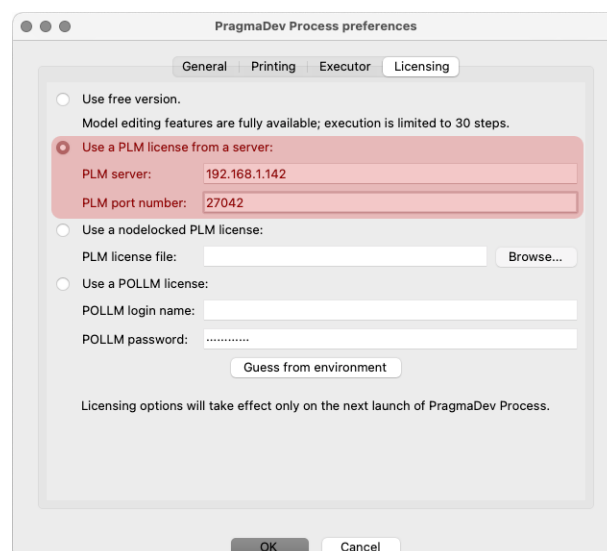 PragmaDev Process preferences
General Printing Executor Licensing
Use free version.
Model editing features are fully available; execution is limited to 30 steps.
Use a PLM license from a server:
PLM server: 192.168.1.142
PLM port number: 27042
Use a nodelocked PLM license:
PLM license file: Browse...
Use a POLLM license:
POLLM login name:
POLLM password: ............
Guess from environment
Licensing options will take effect only on the next launch of PragmaDev Process.
OK Cancel